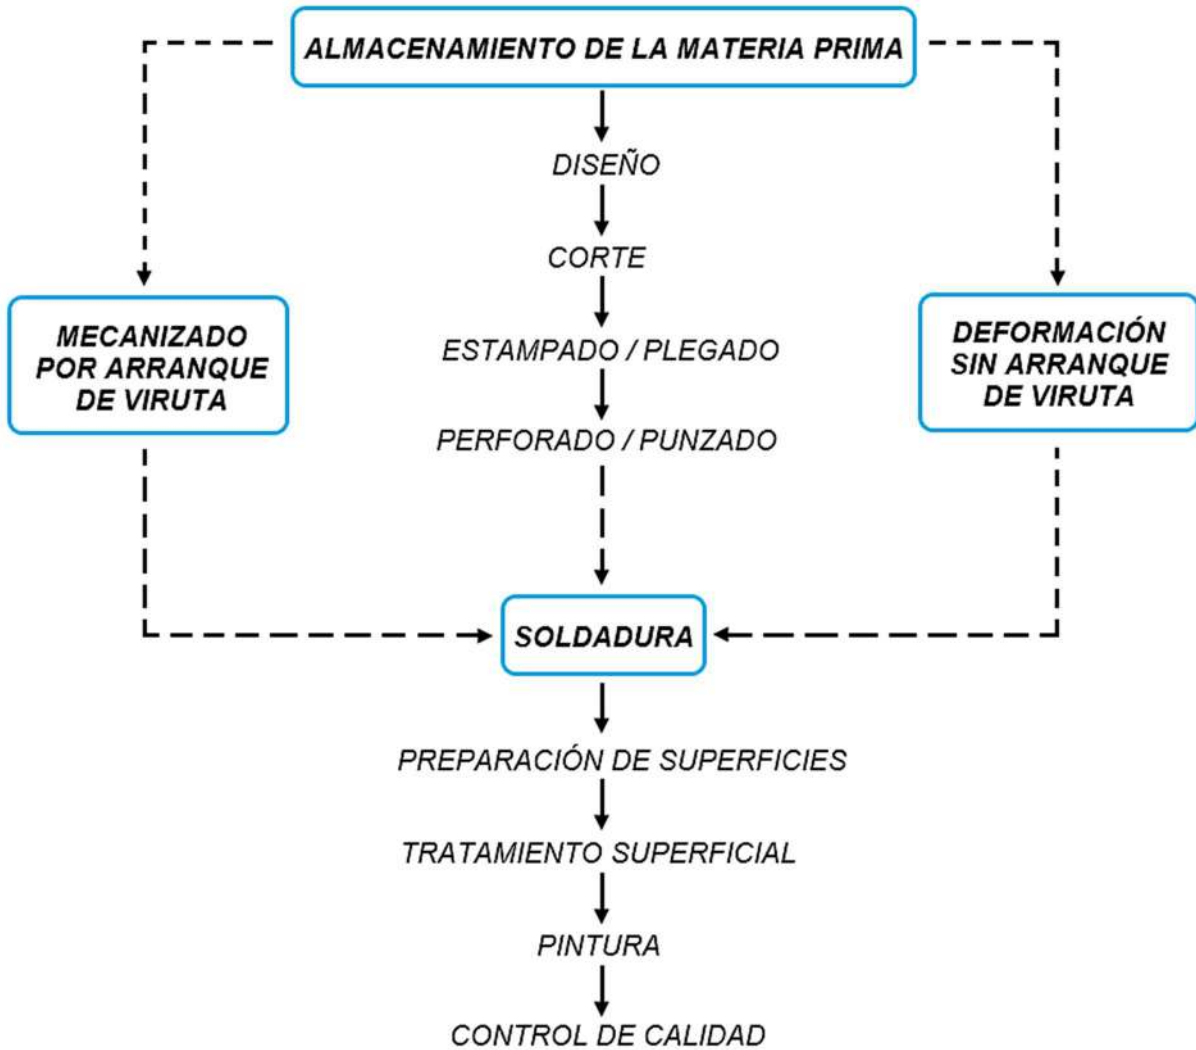 ALMACENAMIENTO DE LA MATERIA PRIMA
DISEÑO
CORTE
MECANIZADO
POR ARRANQUE
DE VIRUTA
ESTAMPADO / PLEGADO
DEFORMACIÓN
SIN ARRANQUE
DE VIRUTA
PERFORADO / PUNZADO
SOLDADURA
PREPARACIÓN DE SUPERFICIES
TRATAMIENTO SUPERFICIAL
PINTURA
CONTROL DE CALIDAD